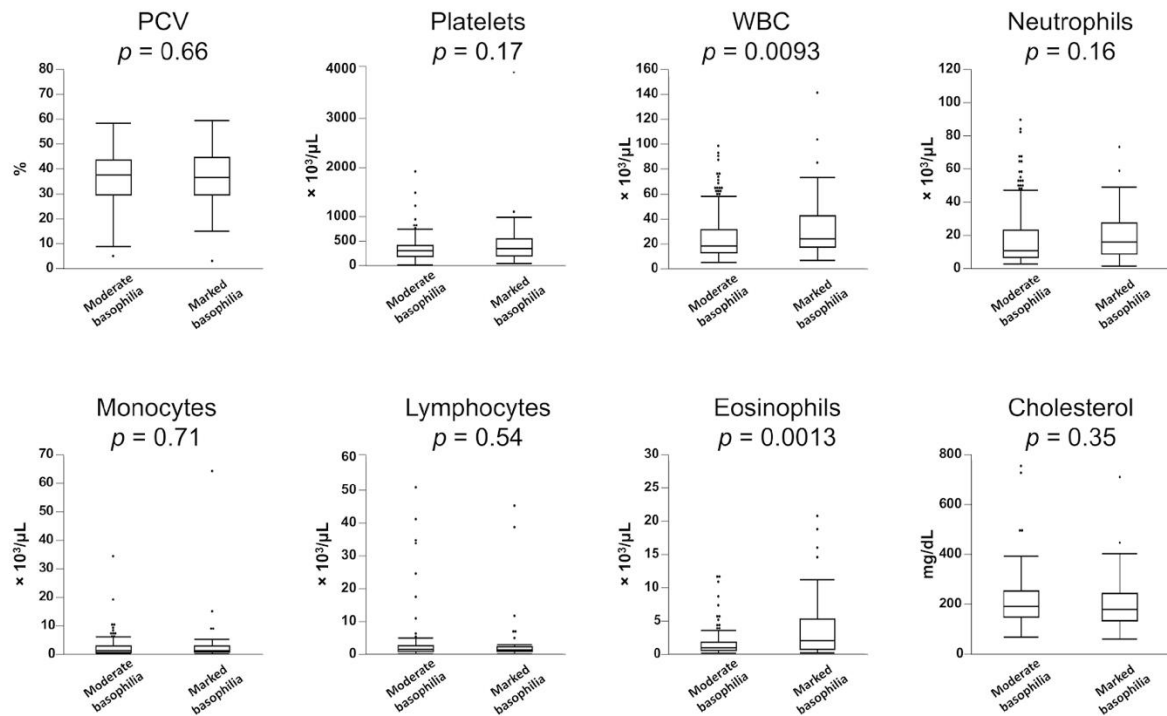 PCV
p = 0.66
80
70
60
50
40
30
20
10
0
%
Moderate
basophilia
Marked
basophilia
Platelets
p = 0.17
4000
3000
2000
1000
500
0
× 10³/µL
Moderate
basophilia
Marked
basophilia
WBC
p = 0.0093
160
140
120
100
80
60
40
20
0
× 10³/µL
Moderate
basophilia
Marked
basophilia
Neutrophils
p = 0.16
120
100
80
60
40
20
0
× 10³/µL
Moderate
basophilia
Marked
basophilia
Monocytes
p = 0.71
70
60
50
40
30
20
10
0
× 10³/µL
Moderate
basophilia
Marked
basophilia
Lymphocytes
p = 0.54
60
50
40
30
20
10
0
× 10³/µL
Moderate
basophilia
Marked
basophilia
Eosinophils
p = 0.0013
30
25
20
15
10
5
0
× 10³/µL
Moderate
basophilia
Marked
basophilia
Cholesterol
p = 0.35
800
600
400
200
0
mg/dL
Moderate
basophilia
Marked
basophilia